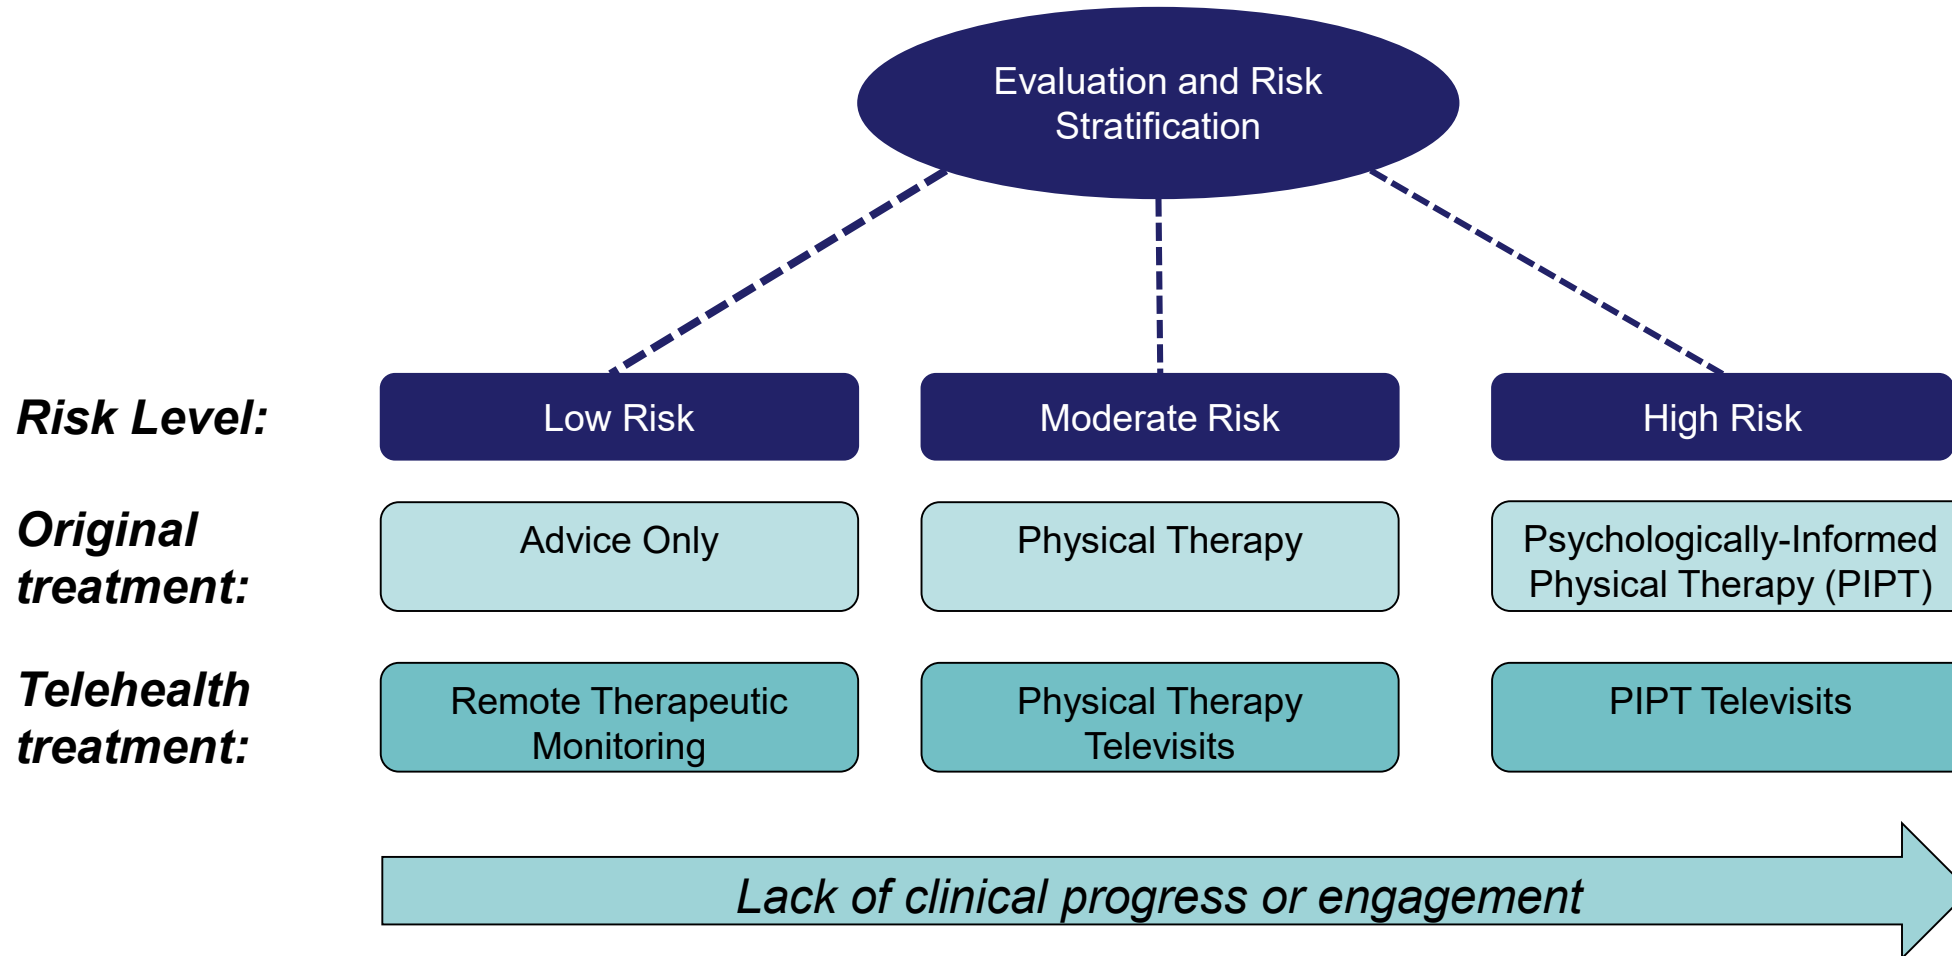 Evaluation and Risk
Stratification
Risk Level:
Low Risk
Moderate Risk
High Risk
Original
treatment:
Advice Only
Physical Therapy
Psychologically-Informed
Physical Therapy (PIPT)
Telehealth
treatment:
Remote Therapeutic
Monitoring
Physical Therapy
Televisits
PIPT Televisits
Lack of clinical progress or engagement